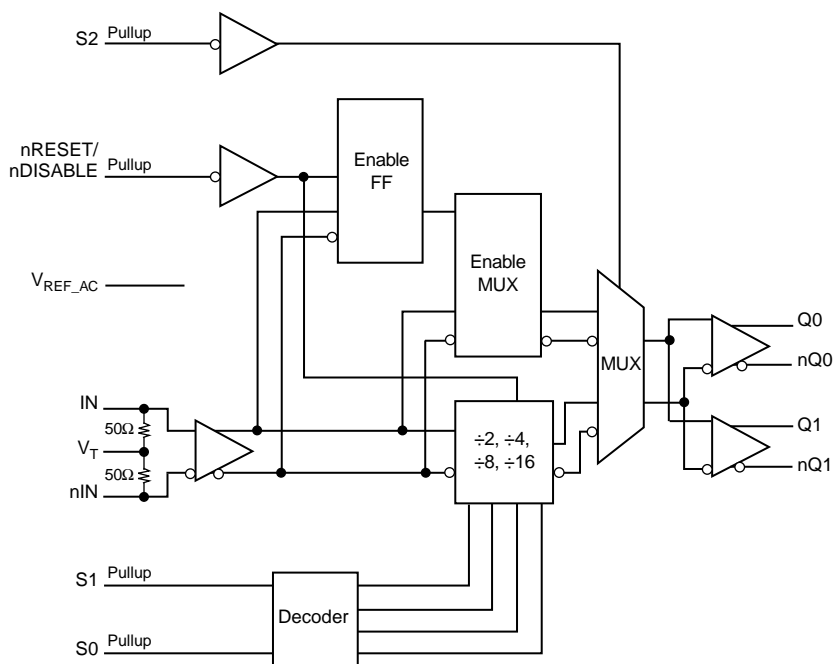 S2 Pullup
nRESET/
nDISABLE Pullup
Enable
FF
Enable
MUX
VREF_AC
MUX
Q0
nQ0
IN
50Ω
VT
50Ω
nIN
÷2, ÷4,
÷8, ÷16
Q1
nQ1
S1 Pullup
Decoder
S0 Pullup